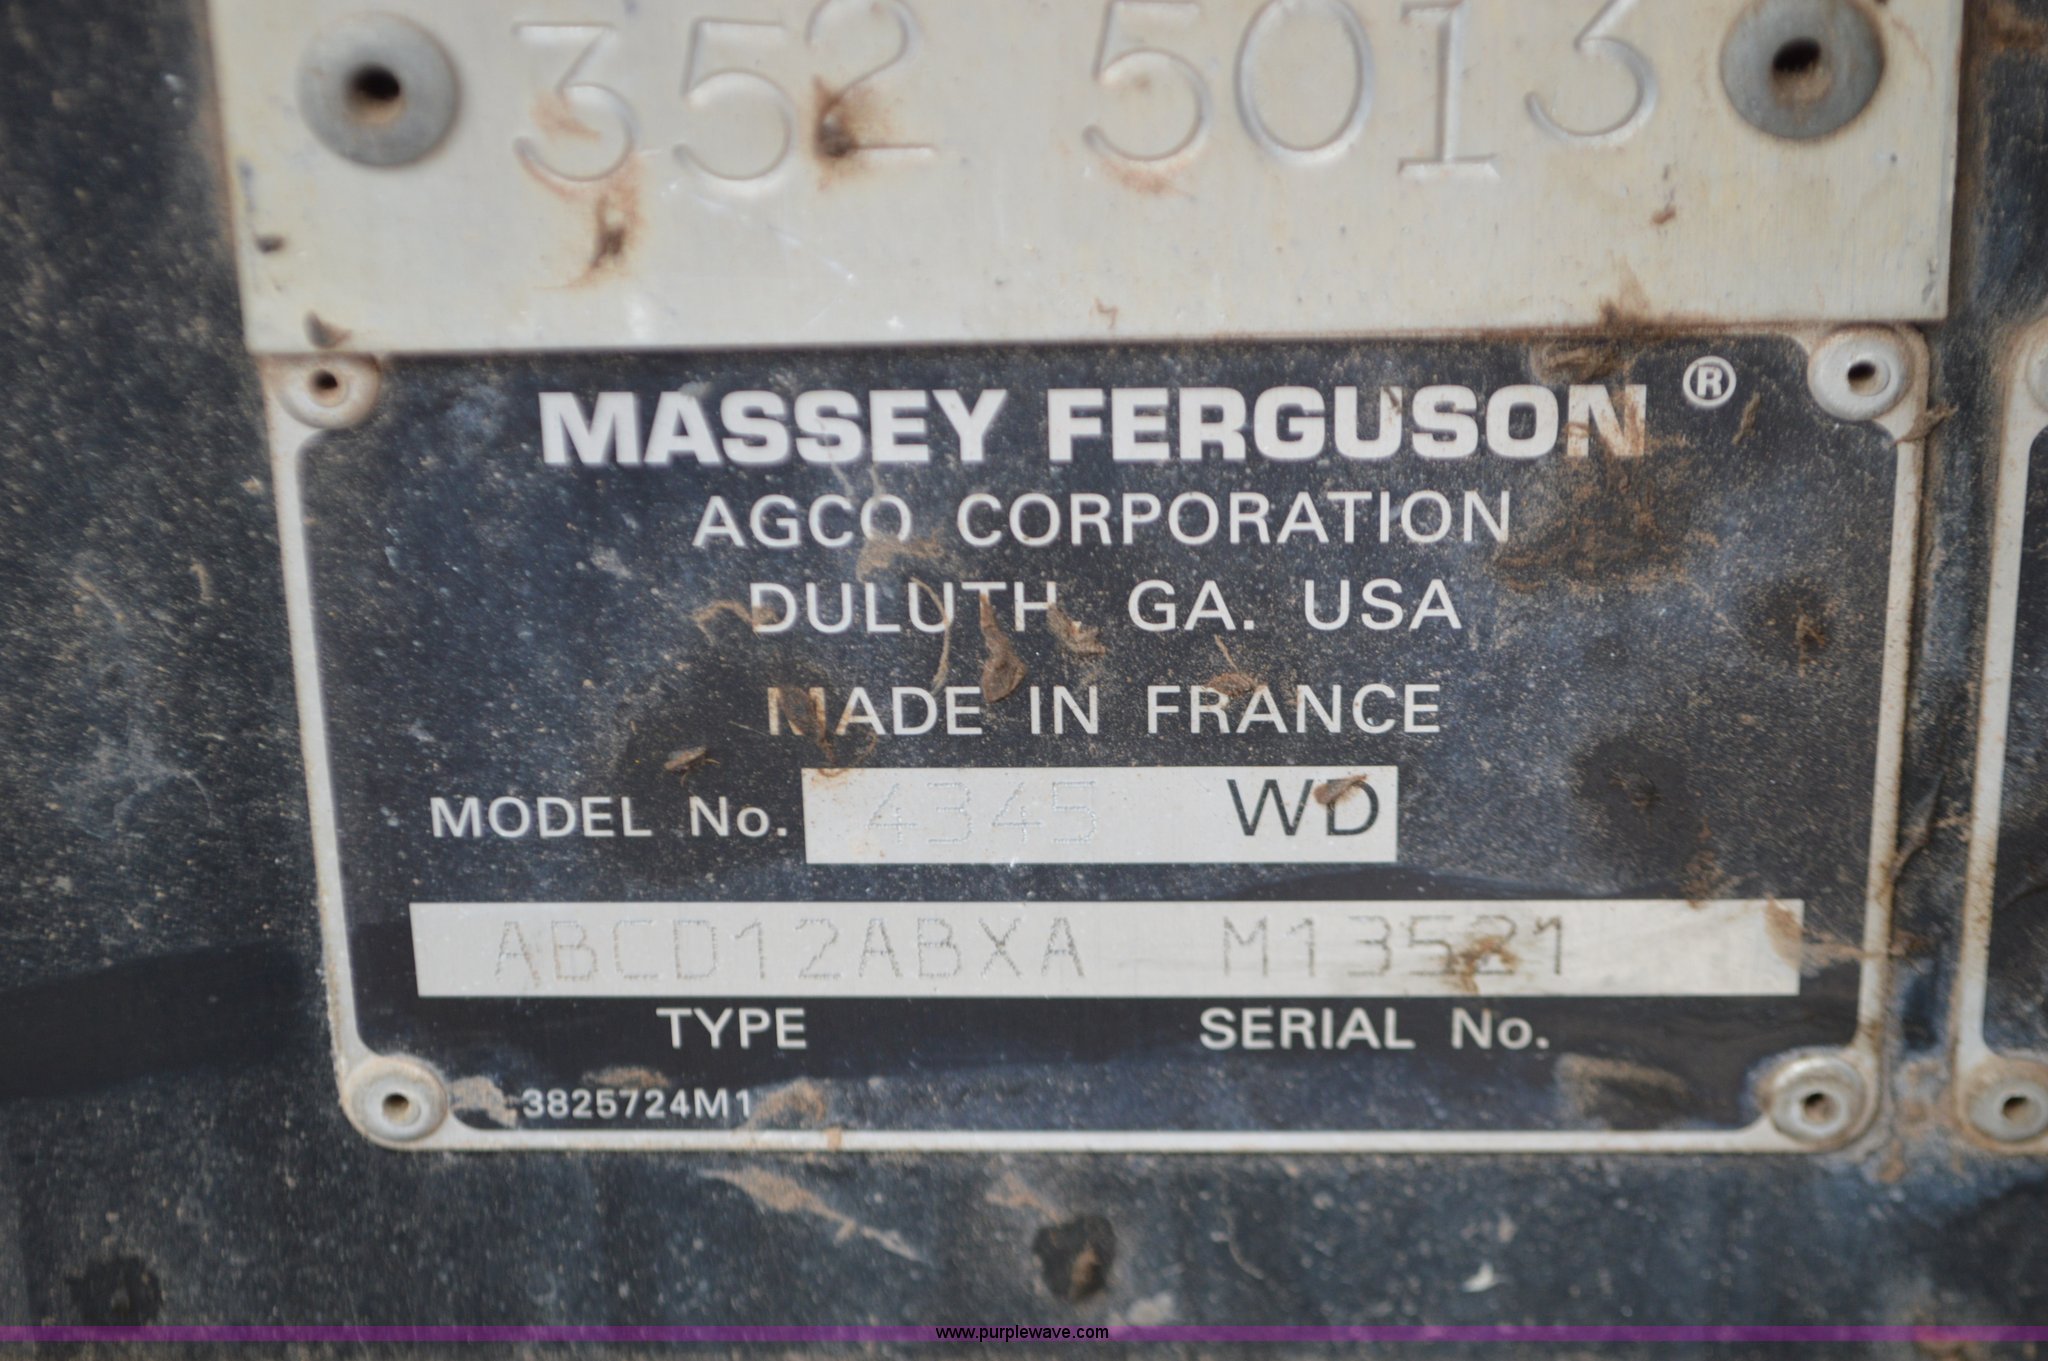 352 5013
MASSEY FERGUSON®
AGCO CORPORATION
DULUTH, GA. USA
MADE IN FRANCE
MODEL No. 4345 WD
ABCD12ABXA M13521
TYPE SERIAL No.
3825724M1
www.purplewave.com